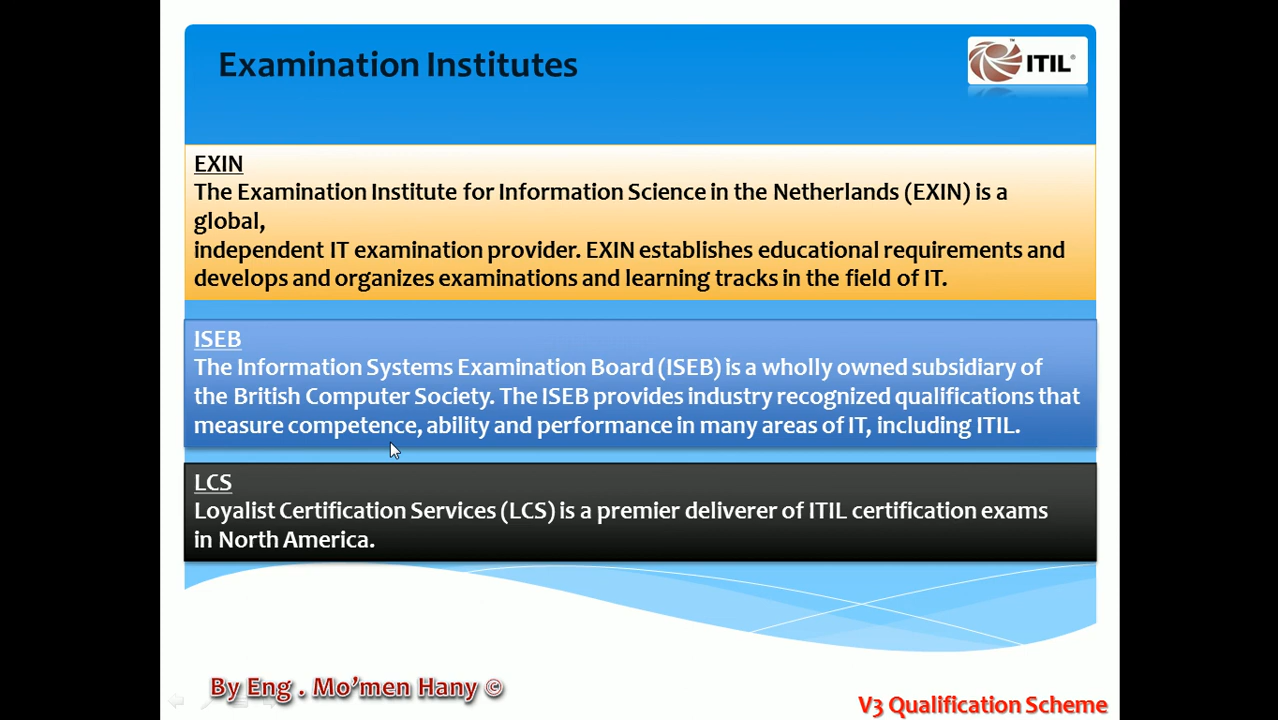 Examination Institutes
ITIL®
EXIN
The Examination Institute for Information Science in the Netherlands (EXIN) is a
global,
independent IT examination provider. EXIN establishes educational requirements and
develops and organizes examinations and learning tracks in the field of IT.
ISEB
The Information Systems Examination Board (ISEB) is a wholly owned subsidiary of
the British Computer Society. The ISEB provides industry recognized qualifications that
measure competence, ability and performance in many areas of IT, including ITIL.
LCS
Loyalist Certification Services (LCS) is a premier deliverer of ITIL certification exams
in North America.
By Eng . Mo’men Hany ©
V3 Qualification Scheme